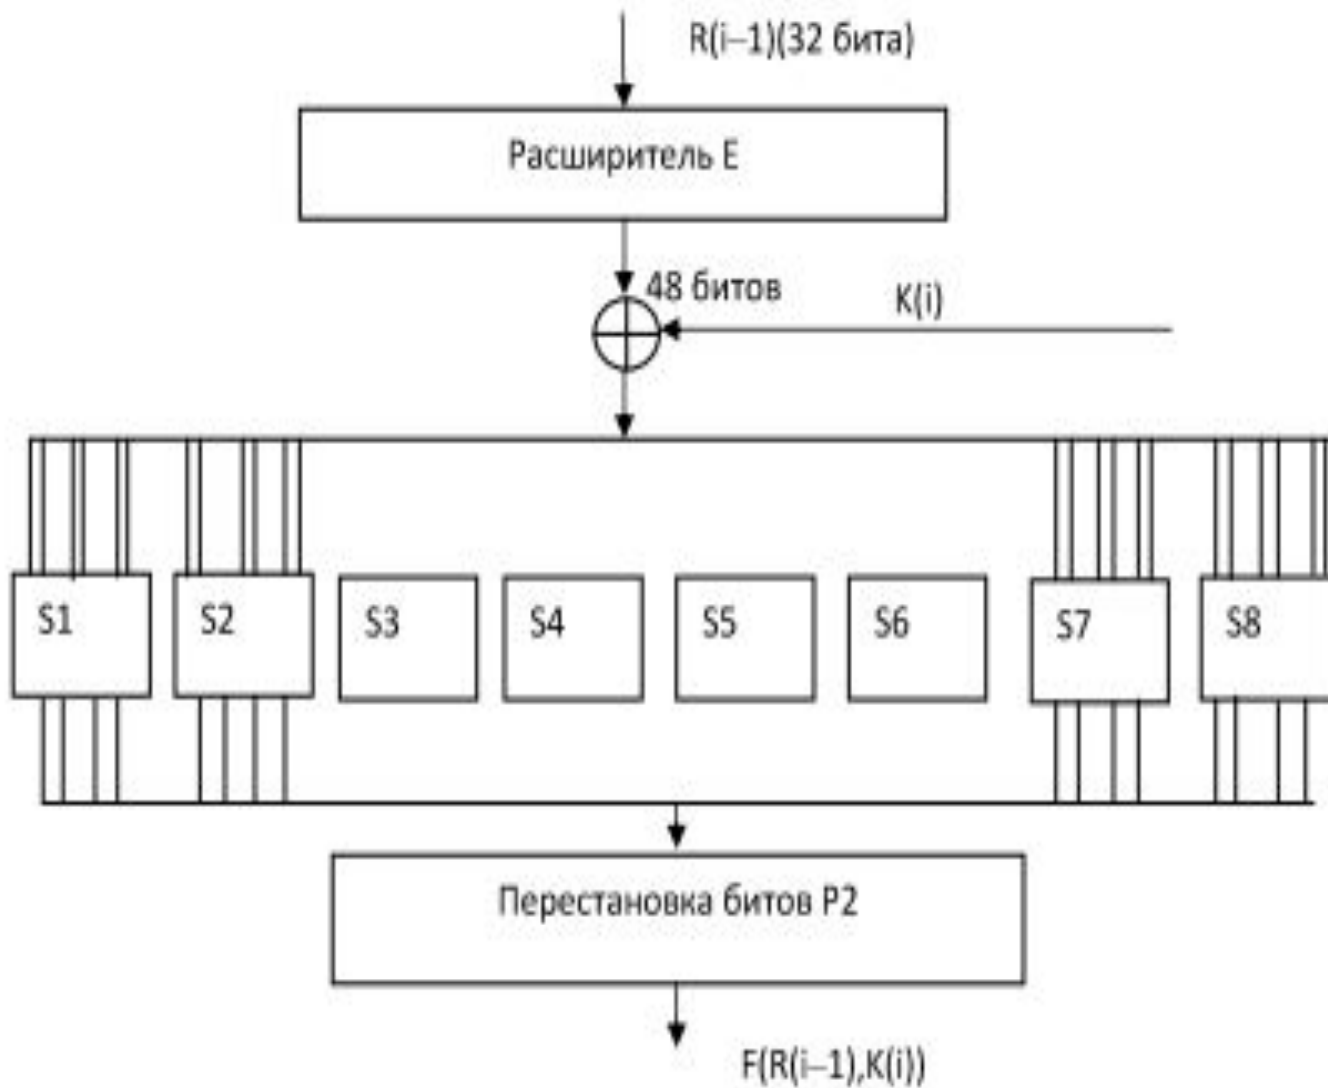 R(i–1)(32 бита)
Расширитель E
48 битов
K(i)
S1
S2
S3
S4
S5
S6
S7
S8
Перестановка битов P2
F(R(i–1),K(i))